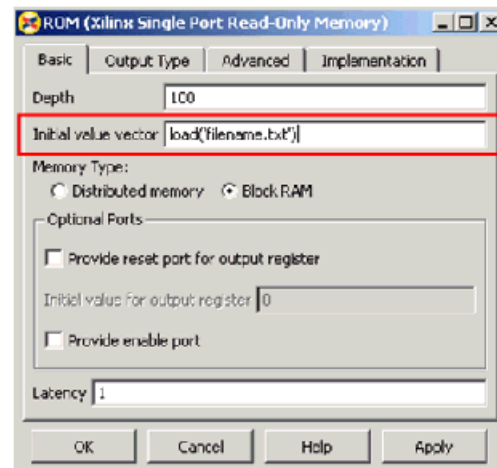 ROM (Xilinx Single Port Read-Only Memory)
Basic Output Type Advanced Implementation
Depth 100
Initial value vector load('filename.txt')
Memory Type:
Distributed memory Block RAM
Optional Ports
Provide reset port for output register
Initial value for output register 0
Provide enable port
Latency 1
OK Cancel Help Apply